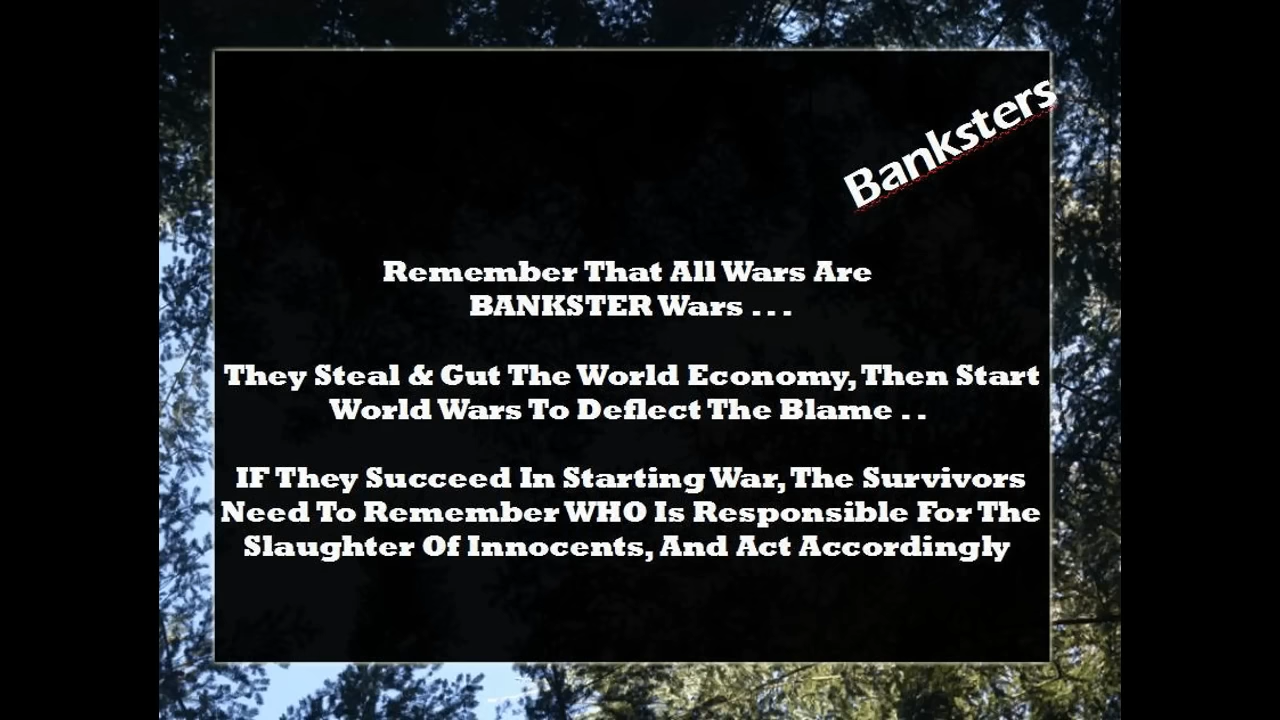 Banksters
Remember That All Wars Are
BANKSTER Wars . . .
They Steal & Gut The World Economy, Then Start
World Wars To Deflect The Blame . .
IF They Succeed In Starting War, The Survivors
Need To Remember WHO Is Responsible For The
Slaughter Of Innocents, And Act Accordingly